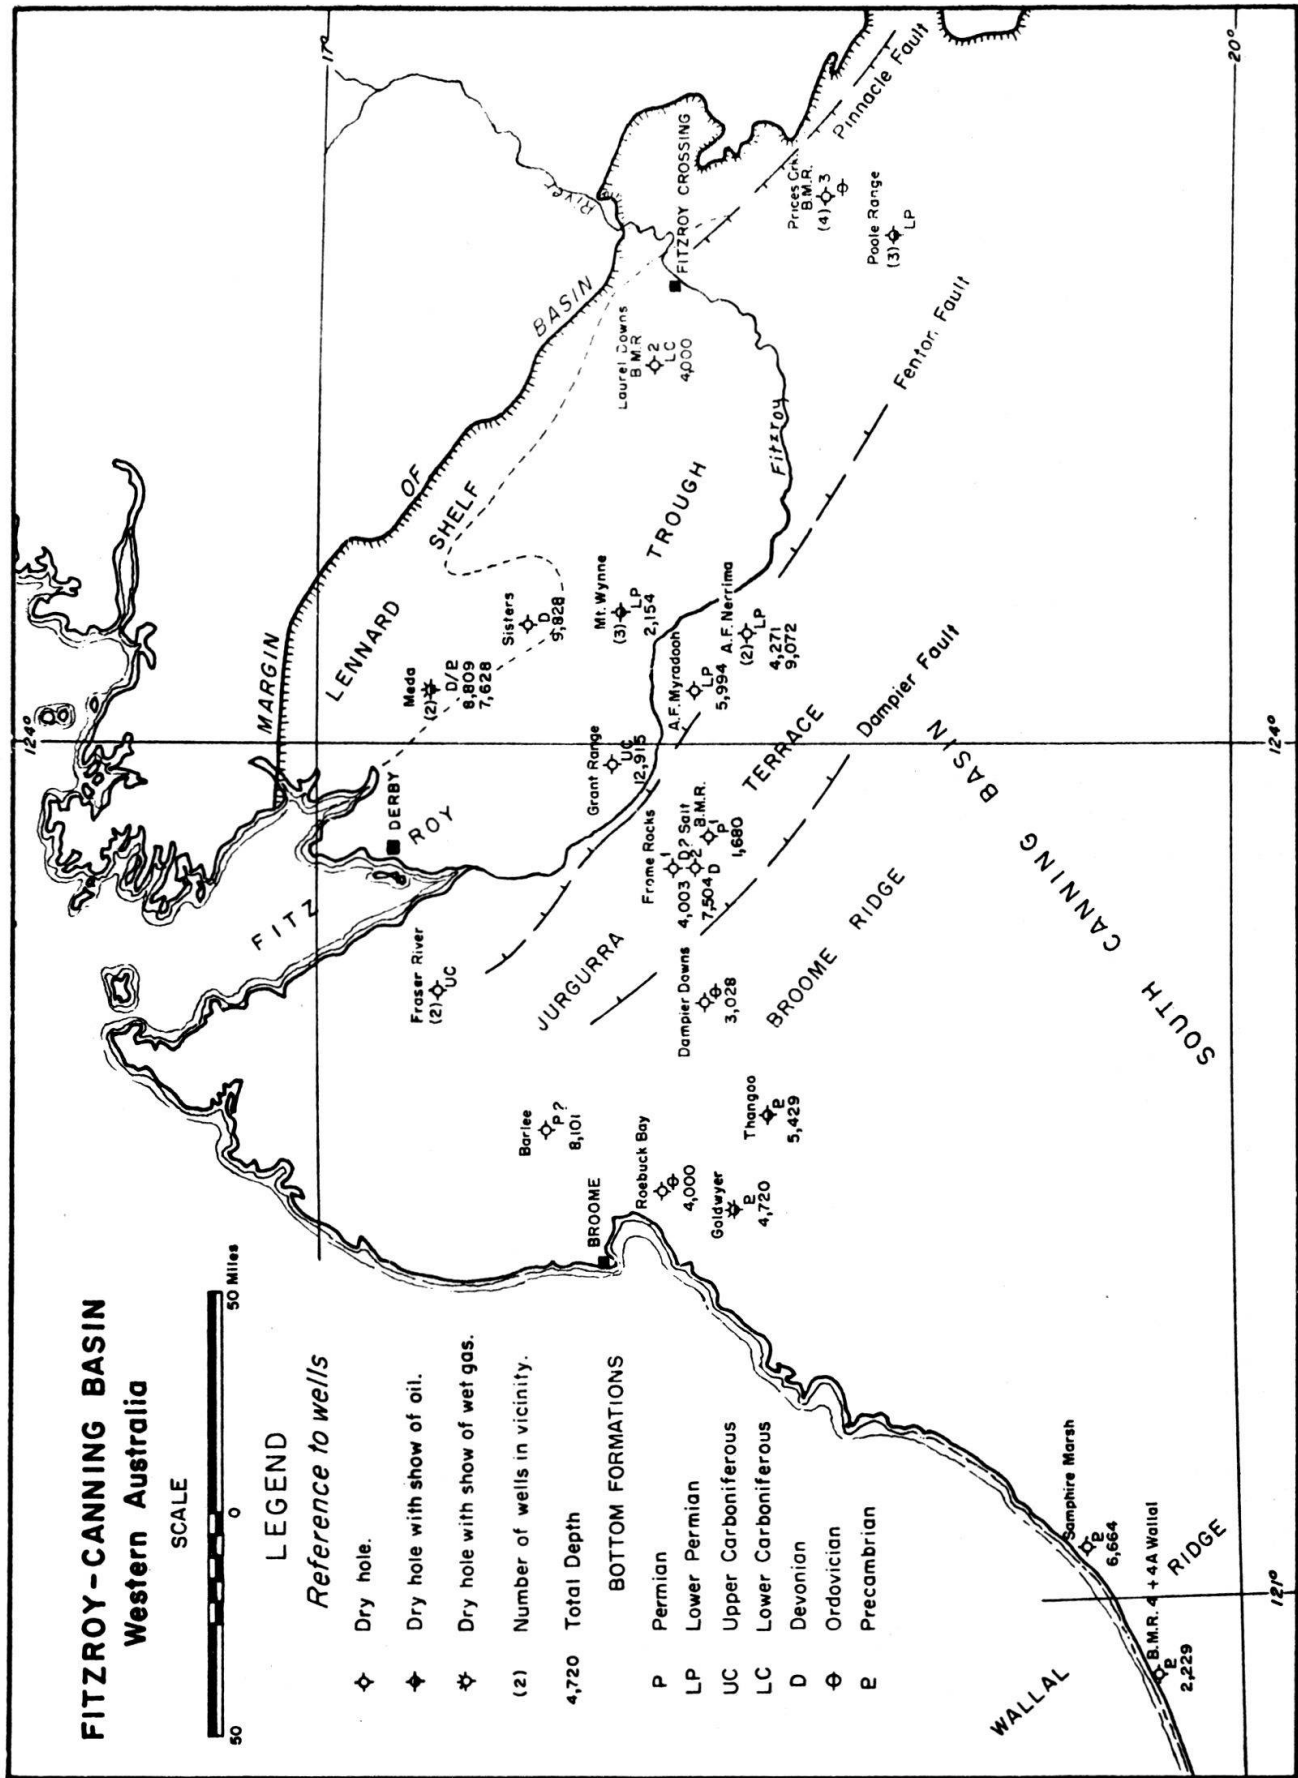 FITZROY-CANNING BASIN
Western Australia
SCALE
50 0 50 Miles
LEGEND
Reference to wells
Dry hole.
Dry hole with show of oil.
Dry hole with show of wet gas.
(2) Number of wells in vicinity.
4,720 Total Depth
BOTTOM FORMATIONS
P Permian
LP Lower Permian
UC Upper Carboniferous
LC Lower Carboniferous
D Devonian
Ordovician
Precambrian
17°
20°
124°
124°
121°
MARGIN OF BASIN
LENNARD SHELF
FITZ ROY TROUGH
JURGURRA TERRACE
BROOME RIDGE
SOUTH CANNING BASIN
WALLAL RIDGE
Pinnacle Fault
Fenton Fault
Dampier Fault
Fitzroy
River
DERBY
BROOME
FITZROY CROSSING
Prices Crk.
B.M.R.
(4) 3
Poole Range
(3)
LP
Laurel Downs
B.M.R
2
LC
4,000
Sisters
D
9,828
Mt. Wynne
(3)
LP
2,154
A.F. Nerrima
(2)
LP
4,271
9,072
A.F. Myradooh
LP
5,994
Meda
(2)
8,809
7,628
Grant Range
UC
12,915
Frome Rocks
1
4,003 D? Salt
2
7,504 D
B.M.R.
1
P
1,680
Fraser River
(2)
UC
Dampier Downs
3,028
Barlee
P?
8,101
Roebuck Bay
4,000
Thangoo
5,429
Goldwyer
4,720
Samphire Marsh
6,664
B.M.R. 4 + 4A Wallal
2,229